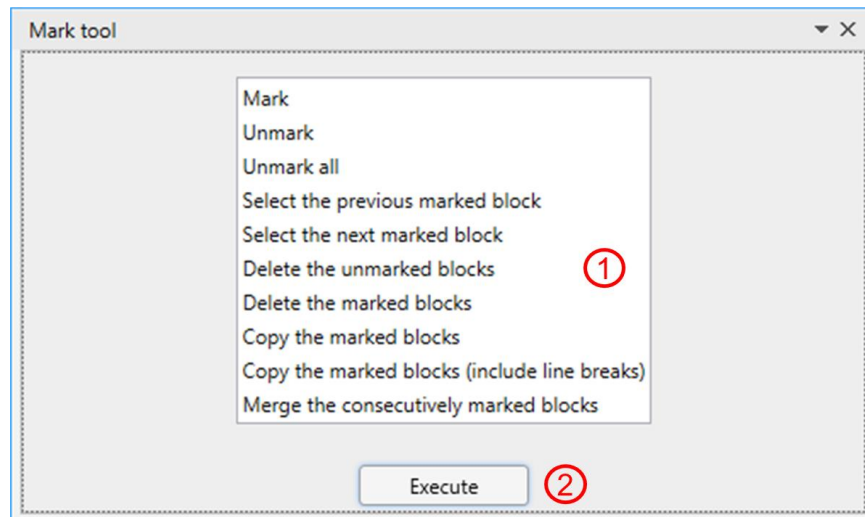 Mark tool
Mark
Unmark
Unmark all
Select the previous marked block
Select the next marked block
Delete the unmarked blocks
1
Delete the marked blocks
Copy the marked blocks
Copy the marked blocks (include line breaks)
Merge the consecutively marked blocks
Execute
2